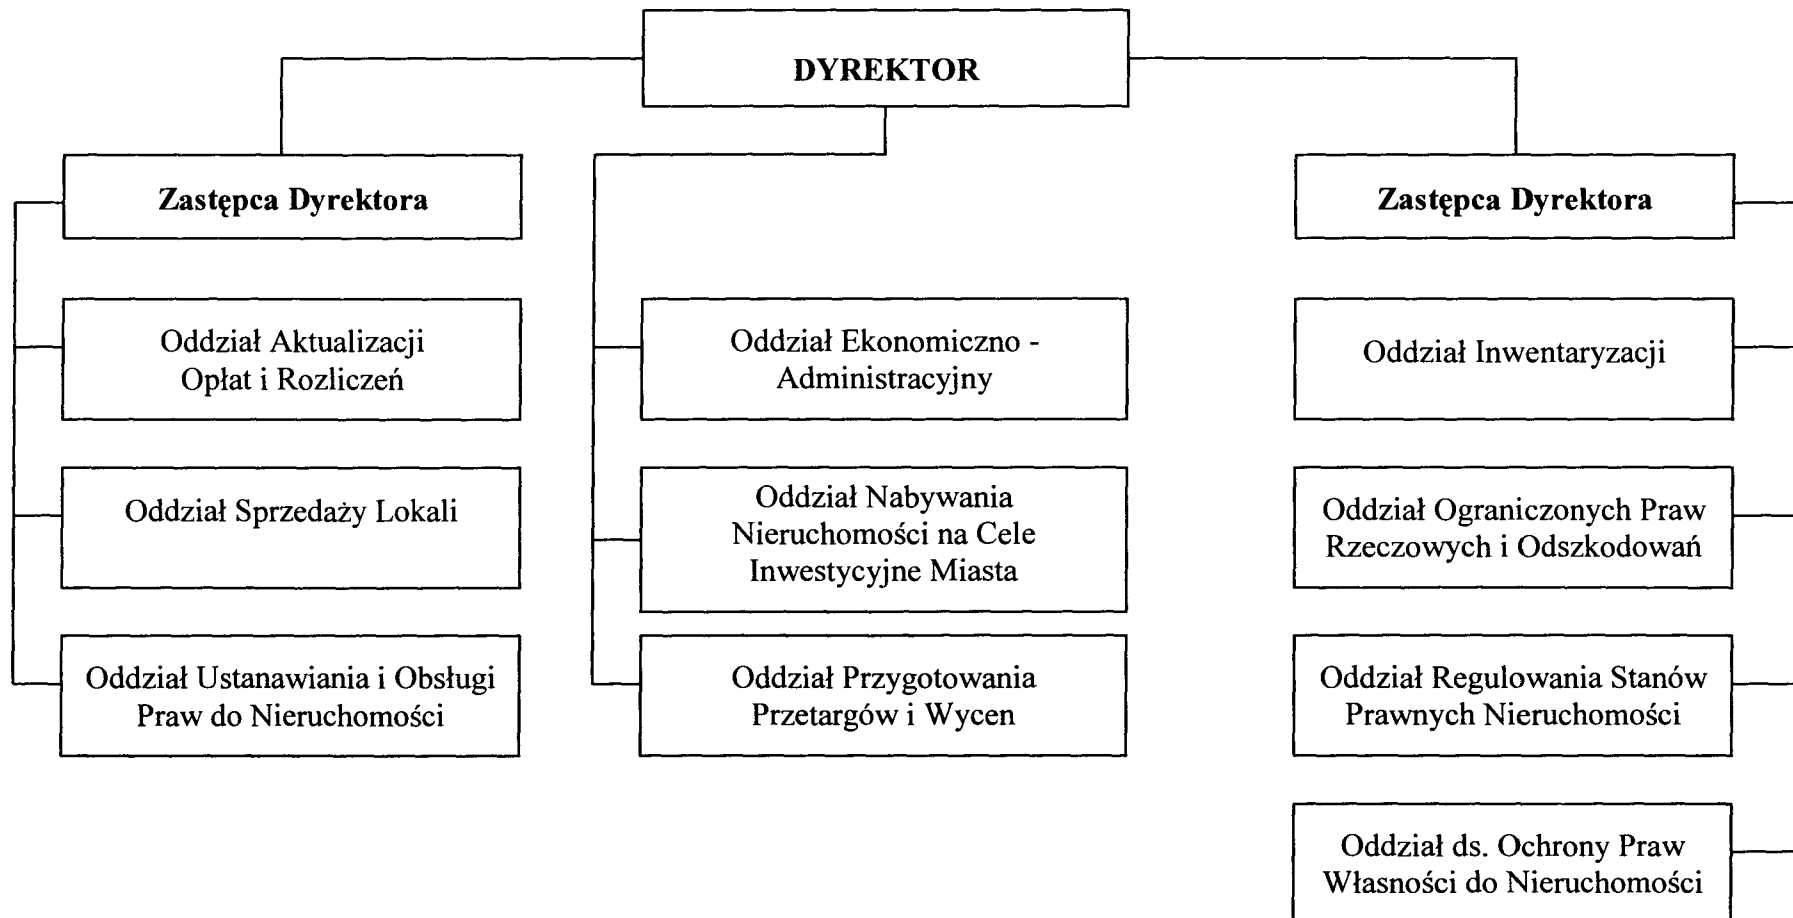 DYREKTOR
Zastępca Dyrektora
Zastępca Dyrektora
Oddział Aktualizacji
Opłat i Rozliczeń
Oddział Sprzedaży Lokali
Oddział Ustanawiania i Obsługi
Praw do Nieruchomości
Oddział Ekonomiczno -
Administracyjny
Oddział Nabywania
Nieruchomości na Cele
Inwestycyjne Miasta
Oddział Przygotowania
Przetargów i Wycen
Oddział Inwentaryzacji
Oddział Ograniczonych Praw
Rzeczowych i Odszkodowań
Oddział Regulowania Stanów
Prawnych Nieruchomości
Oddział ds. Ochrony Praw
Własności do Nieruchomości